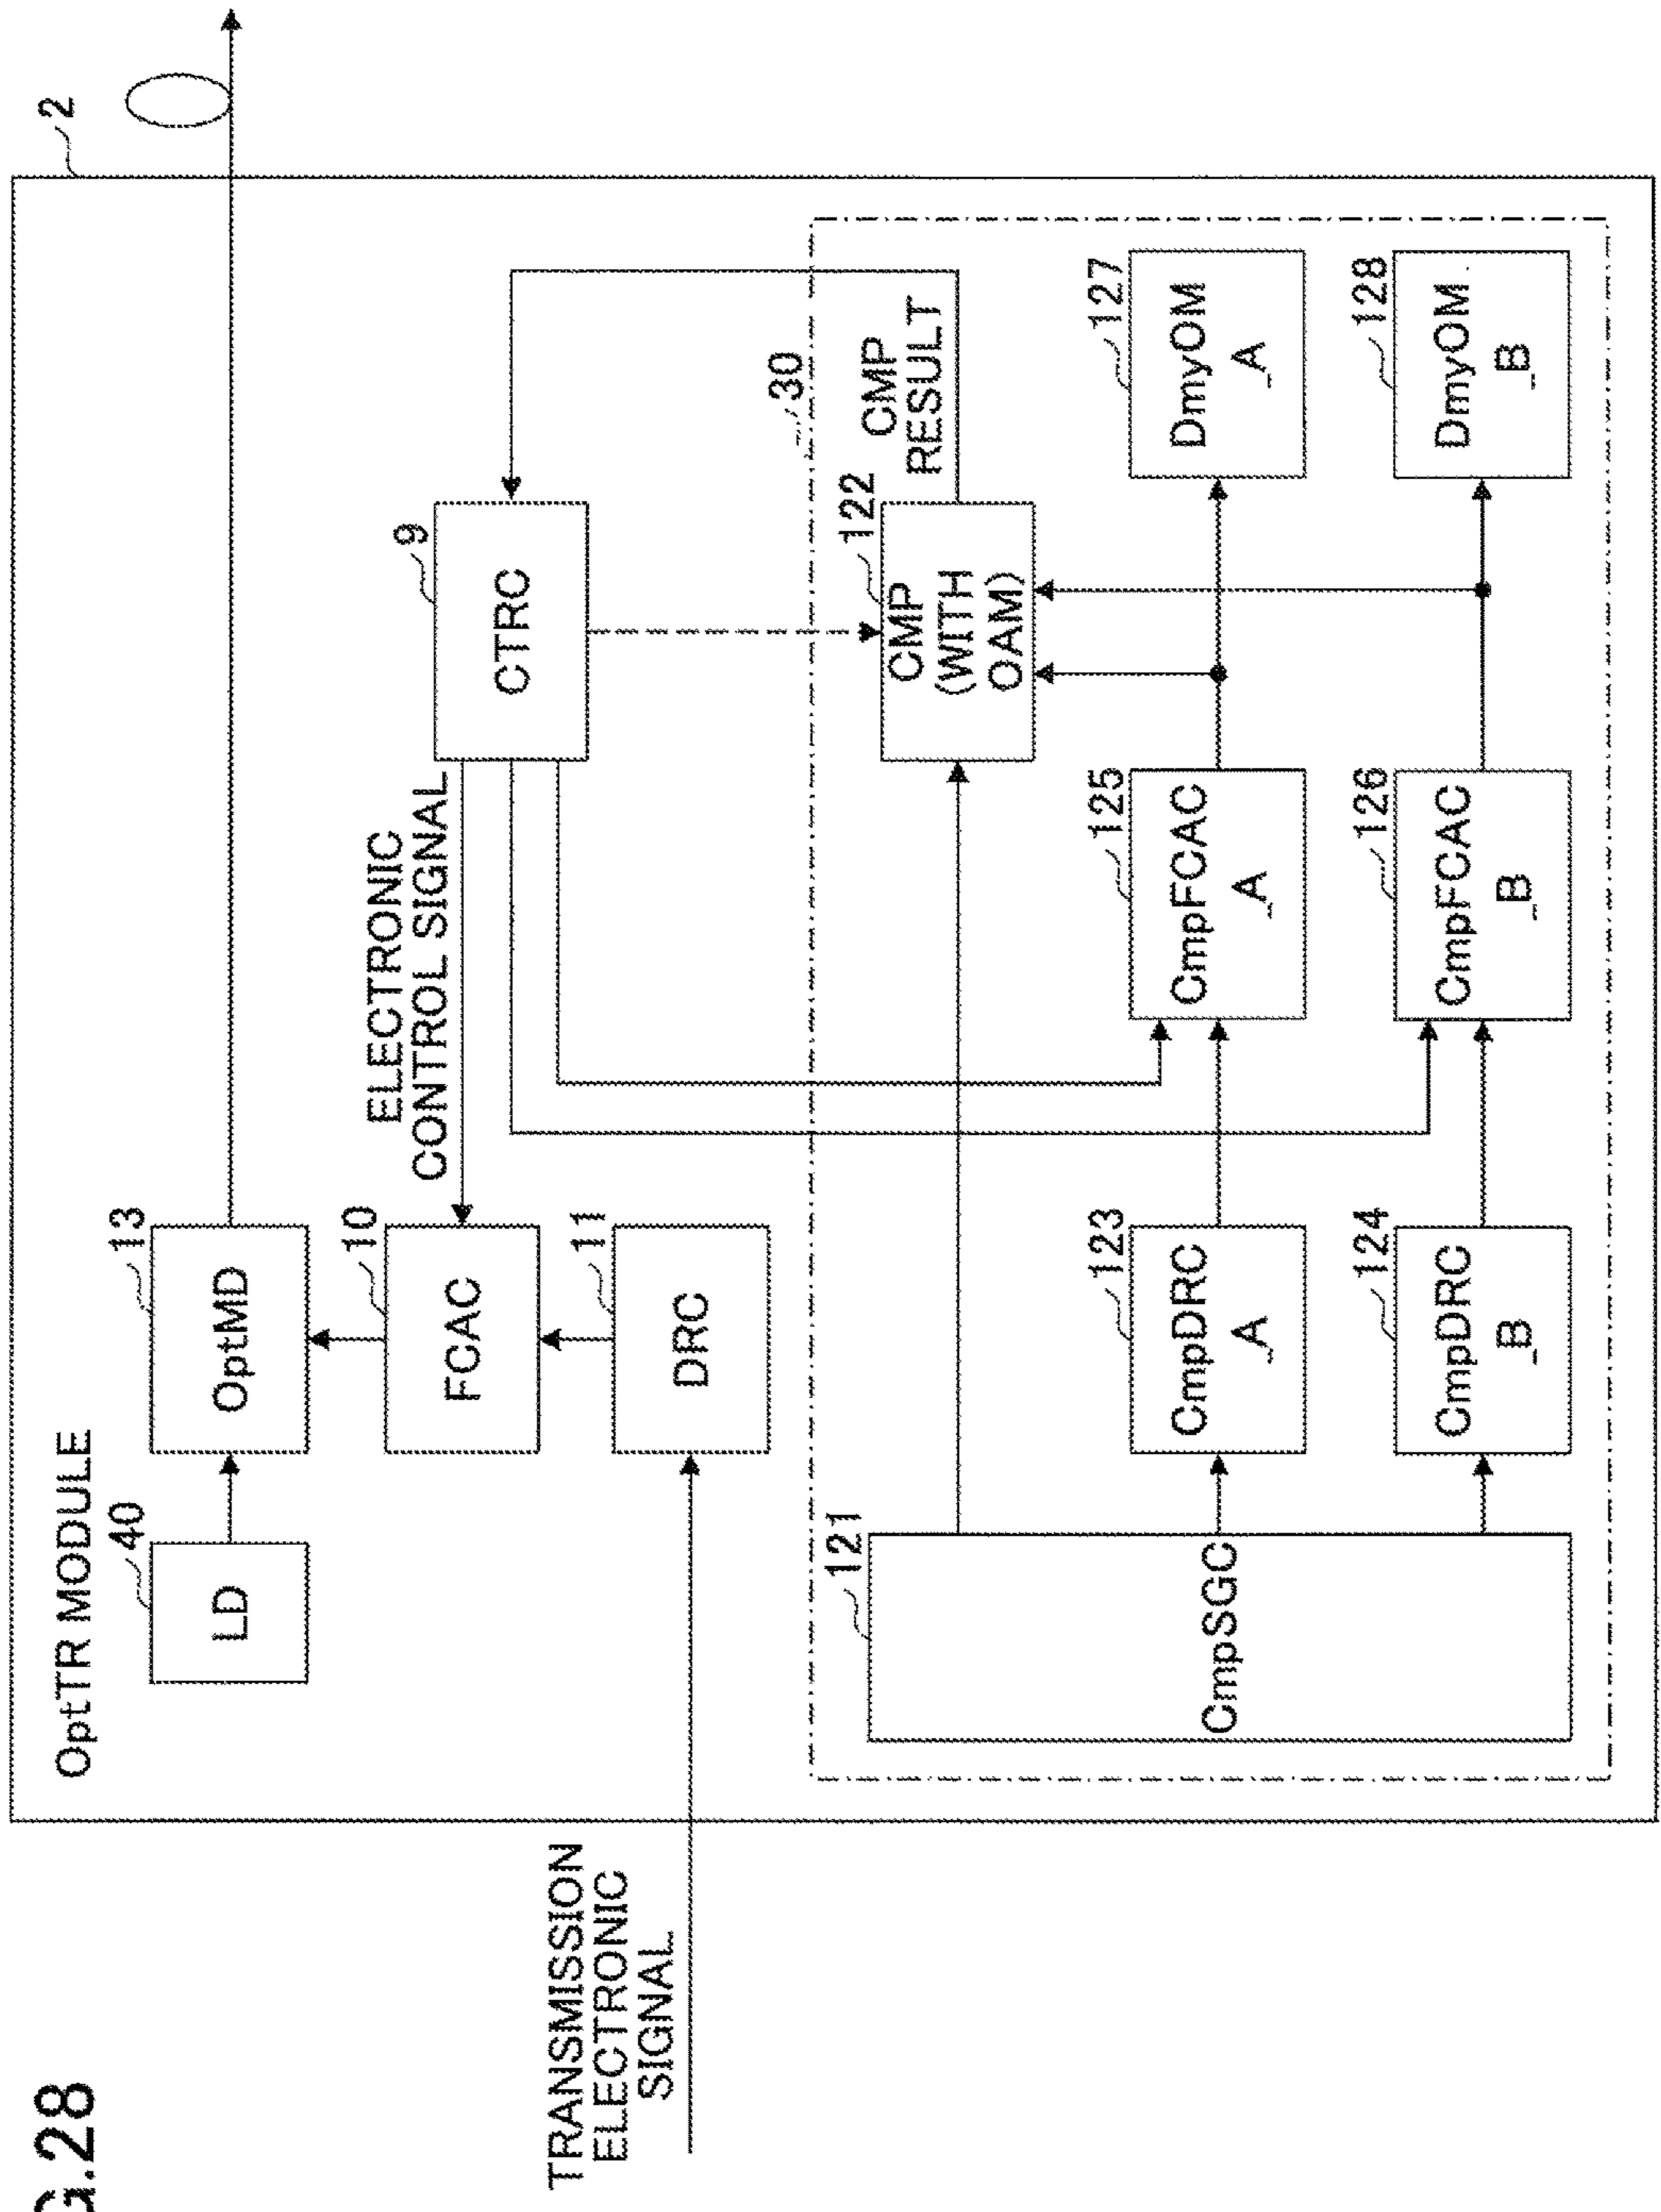 G.28
OptTR MODULE
2
LD
40
OptMD
13
FCAC
10
DRC
11
TRANSMISSION
ELECTRONIC
SIGNAL
ELECTRONIC
CONTROL SIGNAL
CTRC
9
30
CmpSGC
121
CMP
(WITH
OAM)
122
CMP
RESULT
CmpDRC
_A
123
CmpFCAC
_A
125
DmyOM
_A
127
CmpDRC
_B
124
CmpFCAC
_B
126
DmyOM
_B
128